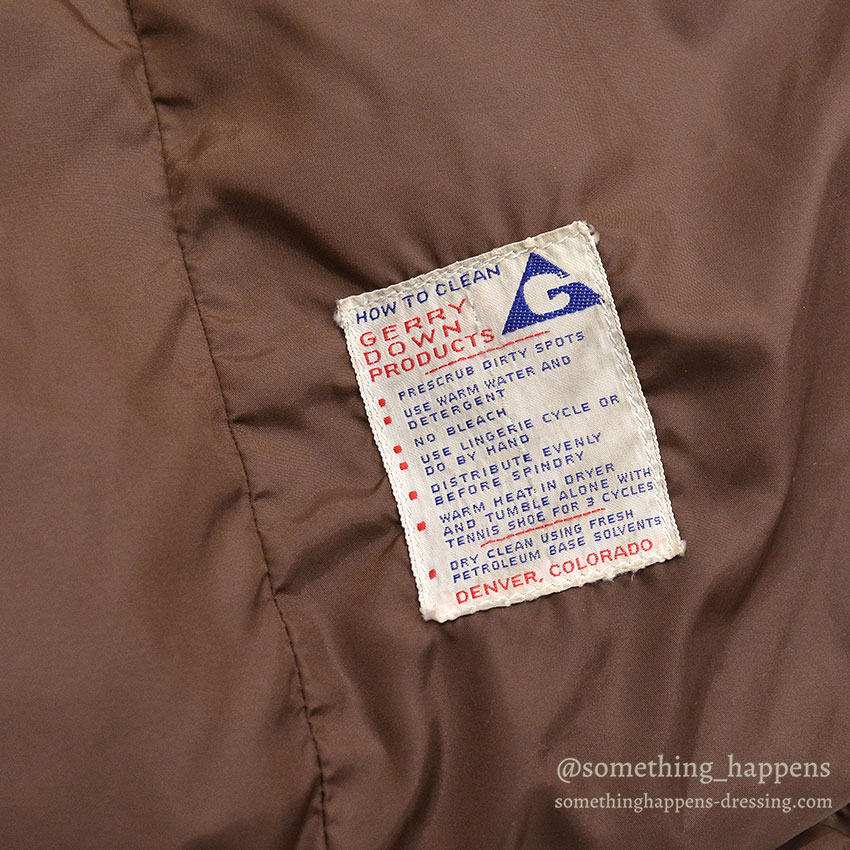 HOW TO CLEAN
G
GERRY
DOWN
PRODUCTS
PRESCRUB DIRTY SPOTS
USE WARM WATER AND
DETERGENT
NO BLEACH
USE LINGERIE CYCLE OR
DO BY HAND
DISTRIBUTE EVENLY
BEFORE SPINDRY
WARM HEAT IN DRYER
AND TUMBLE ALONE WITH
TENNIS SHOE FOR 3 CYCLES
DRY CLEAN USING FRESH
PETROLEUM BASE SOLVENTS
DENVER, COLORADO
@something_happens
somethinghappens-dressing.com